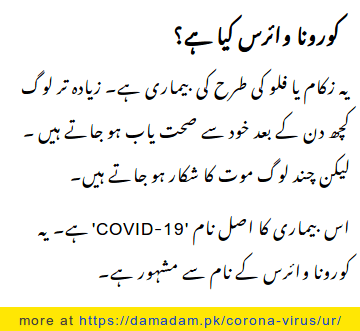 کورونا وائرس کیا ہے؟
یہ زکام یا فلو کی طرح کی بیماری ہے۔ زیادہ تر لوگ
کچھ دن کے بعد خود سے صحت یاب ہو جاتے ہیں۔
لیکن چند لوگ موت کا شکار ہو جاتے ہیں۔
اس بیماری کا اصل نام 'COVID-19' ہے۔ یہ
کورونا وائرس کے نام سے مشہور ہے۔
more at https://damadam.pk/corona-virus/ur/